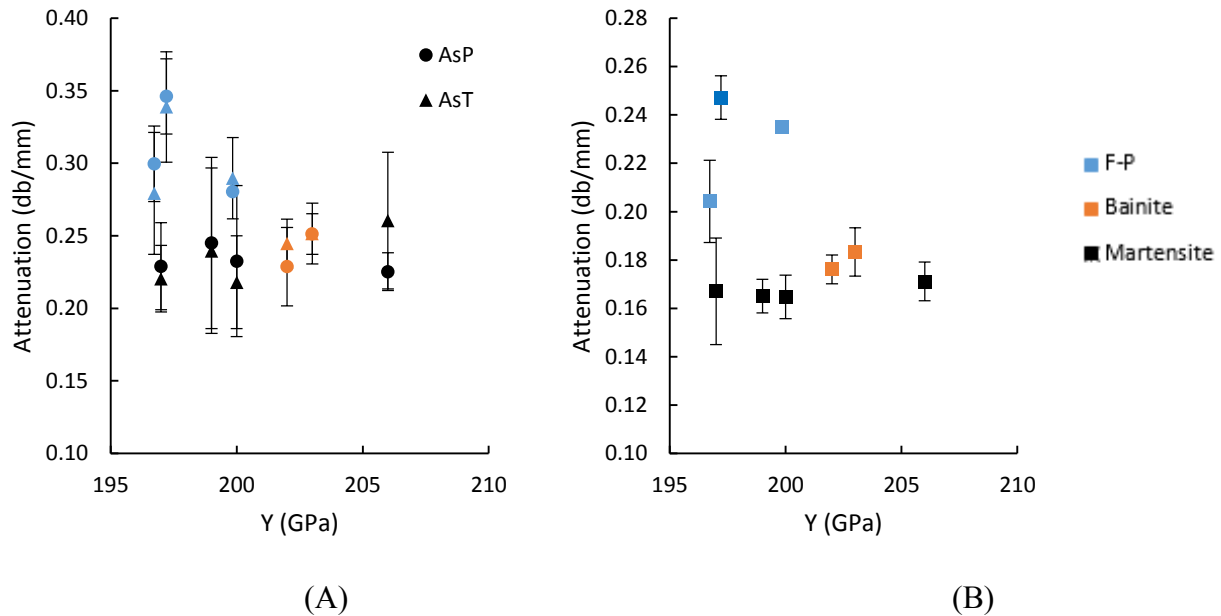 0.40
0.35
0.30
0.25
0.20
0.15
0.10
Attenuation (db/mm)
195
200
205
210
Y (GPa)
AsP
AsT
(A)
0.28
0.26
0.24
0.22
0.20
0.18
0.16
0.14
0.12
0.10
Attenuation (db/mm)
195
200
205
210
Y (GPa)
F-P
Bainite
Martensite
(B)